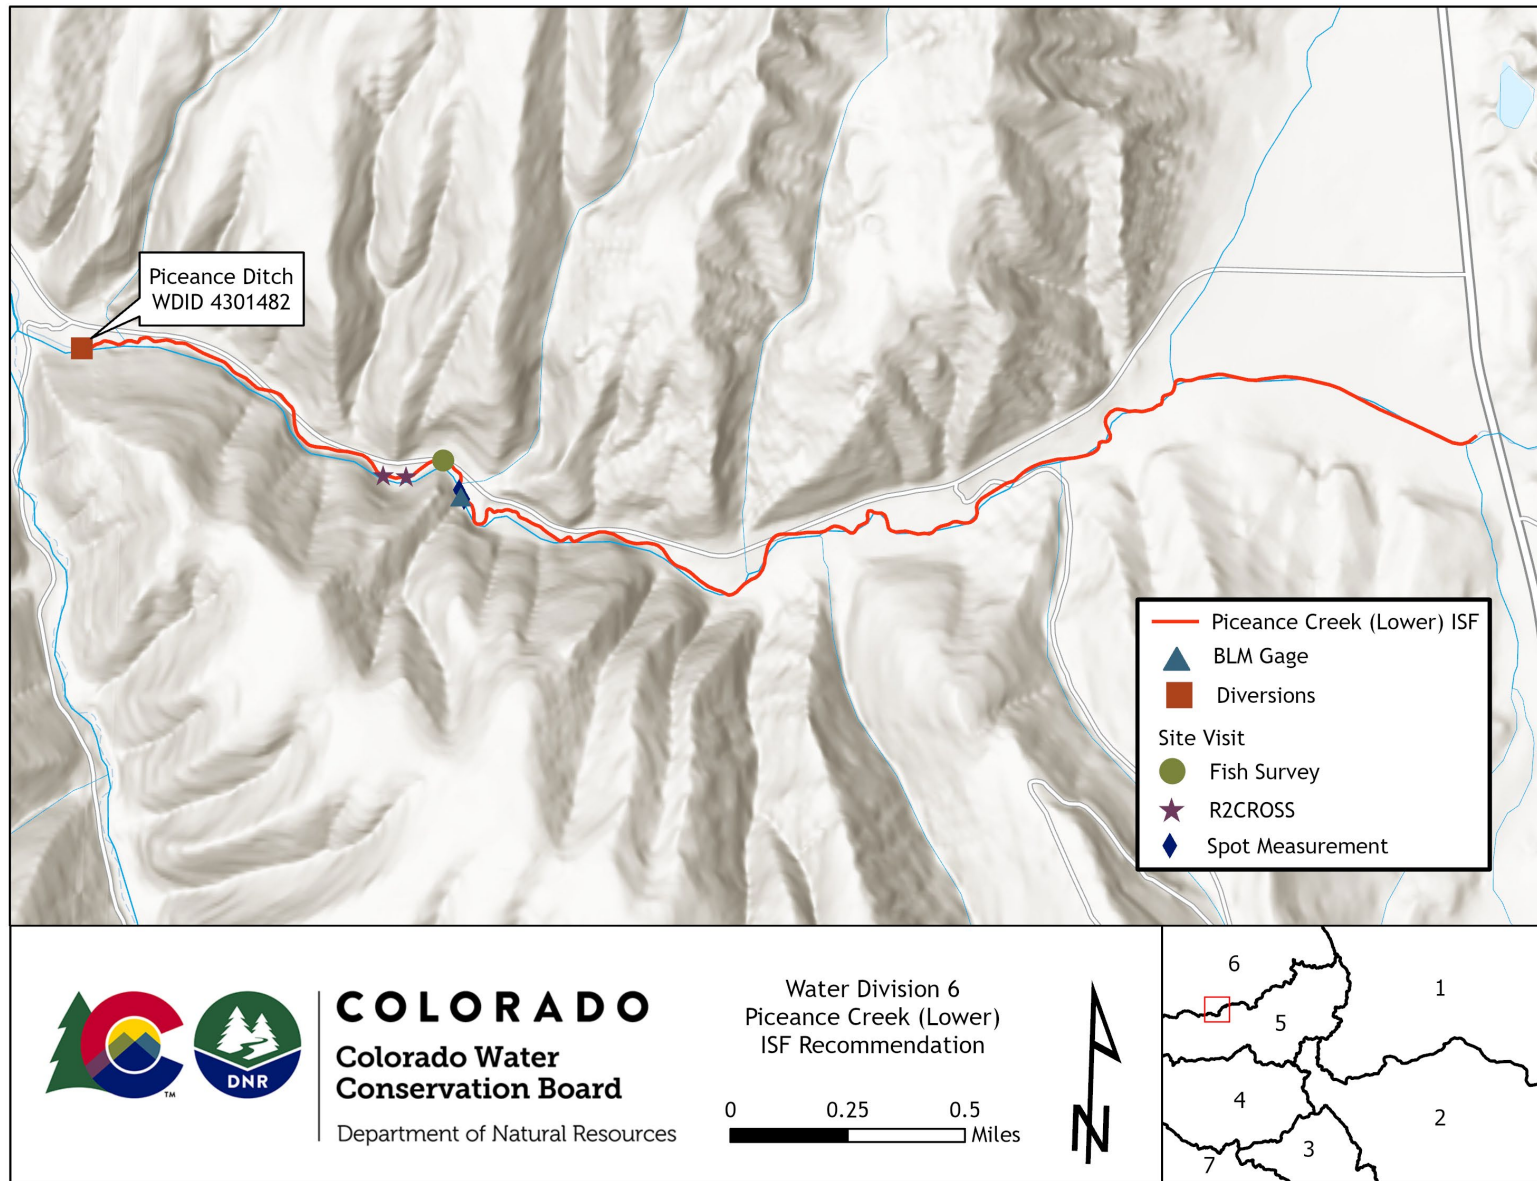 Piceance Ditch
WDID 4301482
Piceance Creek (Lower) ISF
BLM Gage
Diversions
Site Visit
Fish Survey
R2CROSS
Spot Measurement
TM
DNR
COLORADO
Colorado Water
Conservation Board
Department of Natural Resources
Water Division 6
Piceance Creek (Lower)
ISF Recommendation
0 0.25 0.5
Miles
N
6
1
5
4
2
3
7